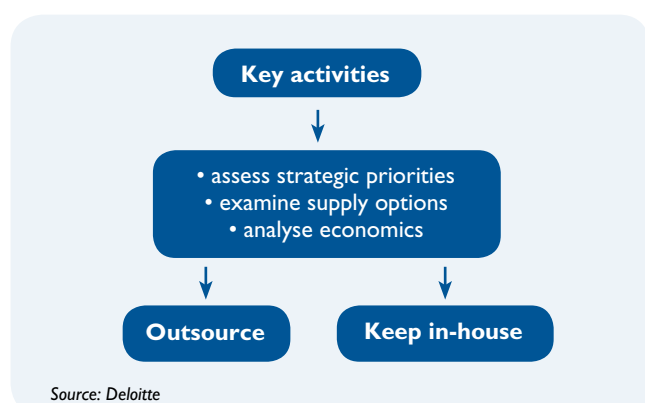 Key activities
• assess strategic priorities
• examine supply options
• analyse economics
Outsource
Keep in-house
Source: Deloitte